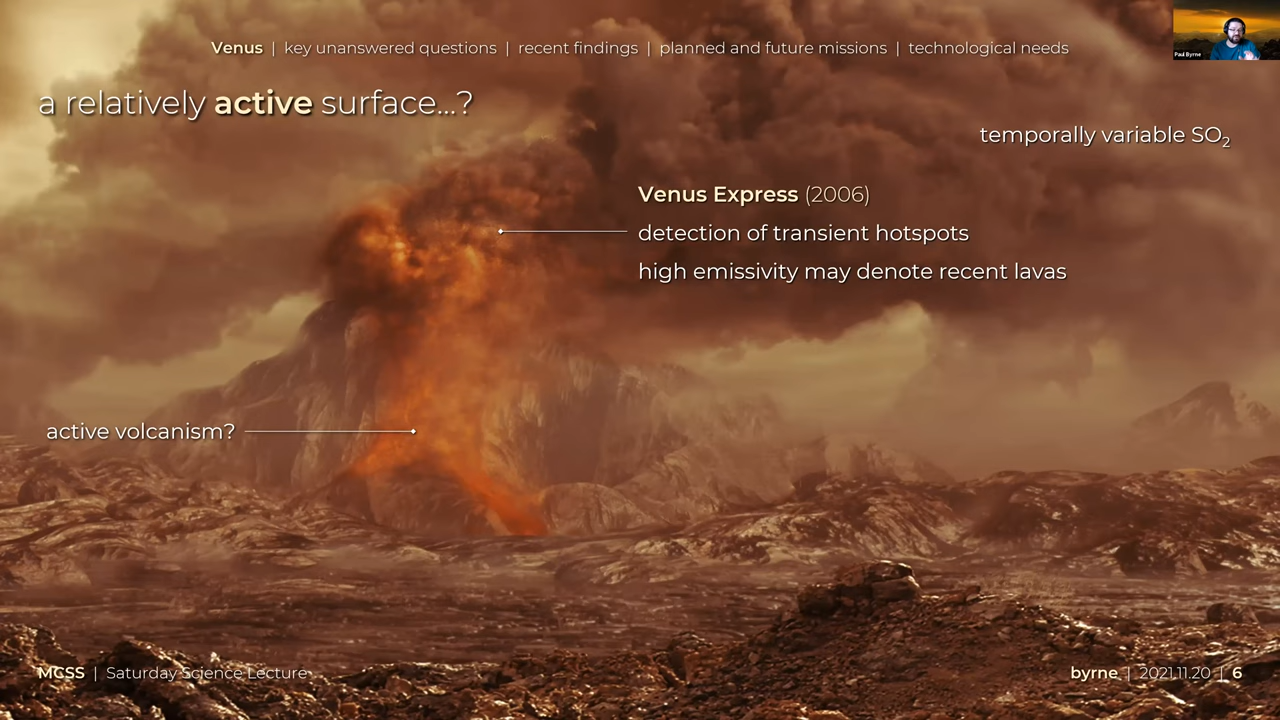 Venus | key unanswered questions | recent findings | planned and future missions | technological needs
Paul Byrne
a relatively active surface...?
temporally variable SO₂
Venus Express (2006)
detection of transient hotspots
high emissivity may denote recent lavas
active volcanism?
MCSS | Saturday Science Lecture
byrne | 2021.11.20 | 6